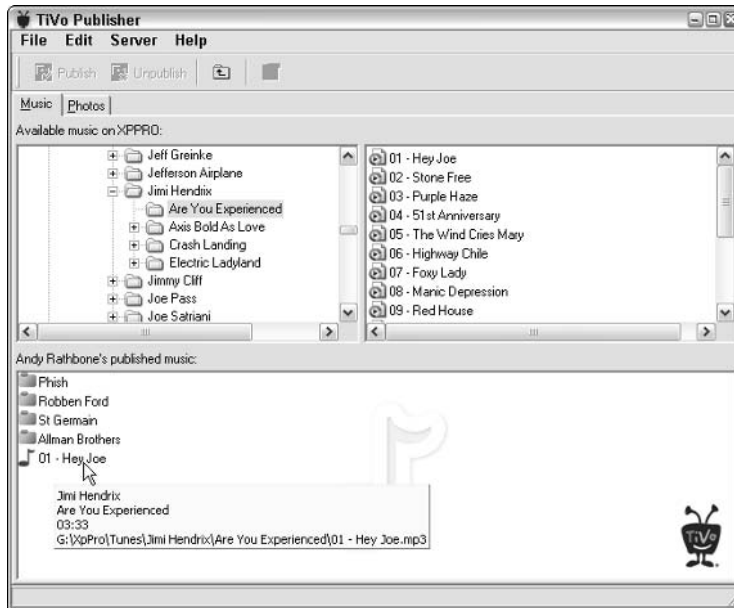 TiVo Publisher
File Edit Server Help
Publish Unpublish
Music Photos
Available music on XPPRO:
Jeff Greinke
Jefferson Airplane
Jimi Hendrix
Are You Experienced
Axis Bold As Love
Crash Landing
Electric Ladyland
Jimmy Cliff
Joe Pass
Joe Satriani
01 - Hey Joe
02 - Stone Free
03 - Purple Haze
04 - 51st Anniversary
05 - The Wind Cries Mary
06 - Highway Chile
07 - Foxy Lady
08 - Manic Depression
09 - Red House
Andy Rathbone's published music:
Phish
Robben Ford
St Germain
Allman Brothers
01 - Hey Joe
Jimi Hendrix
Are You Experienced
03:33
G:\XpPro\Tunes\Jimi Hendrix\Are You Experienced\01 - Hey Joe.mp3
TiVo